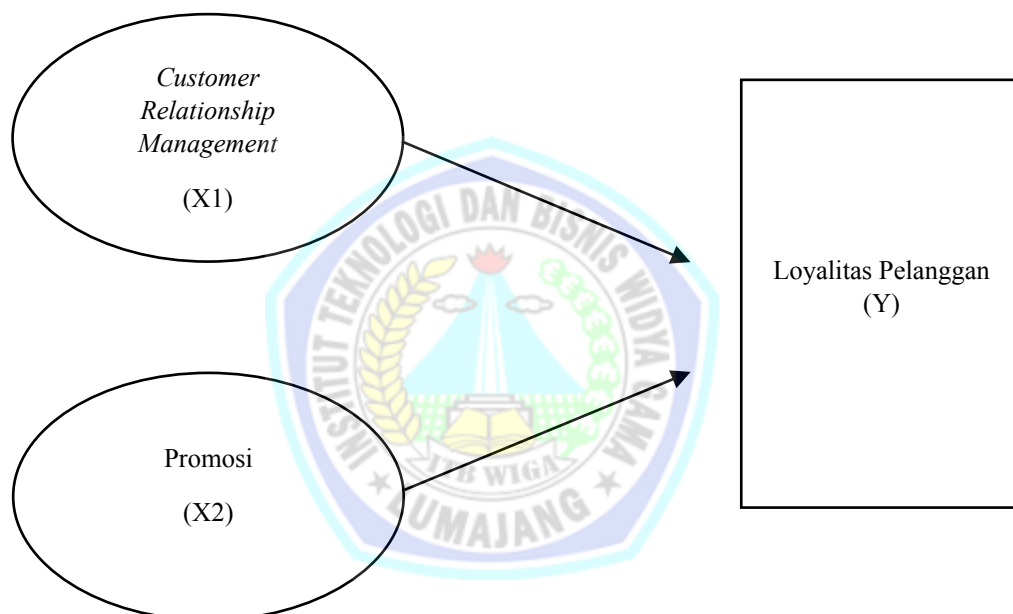 Customer
Relationship
Management
(X1)
Loyalitas Pelanggan
(Y)
Promosi
(X2)
INSTITUT TEKNOLOGI DAN BISNIS WIDYA GAMA
ITB WIGA
LUMAJANG